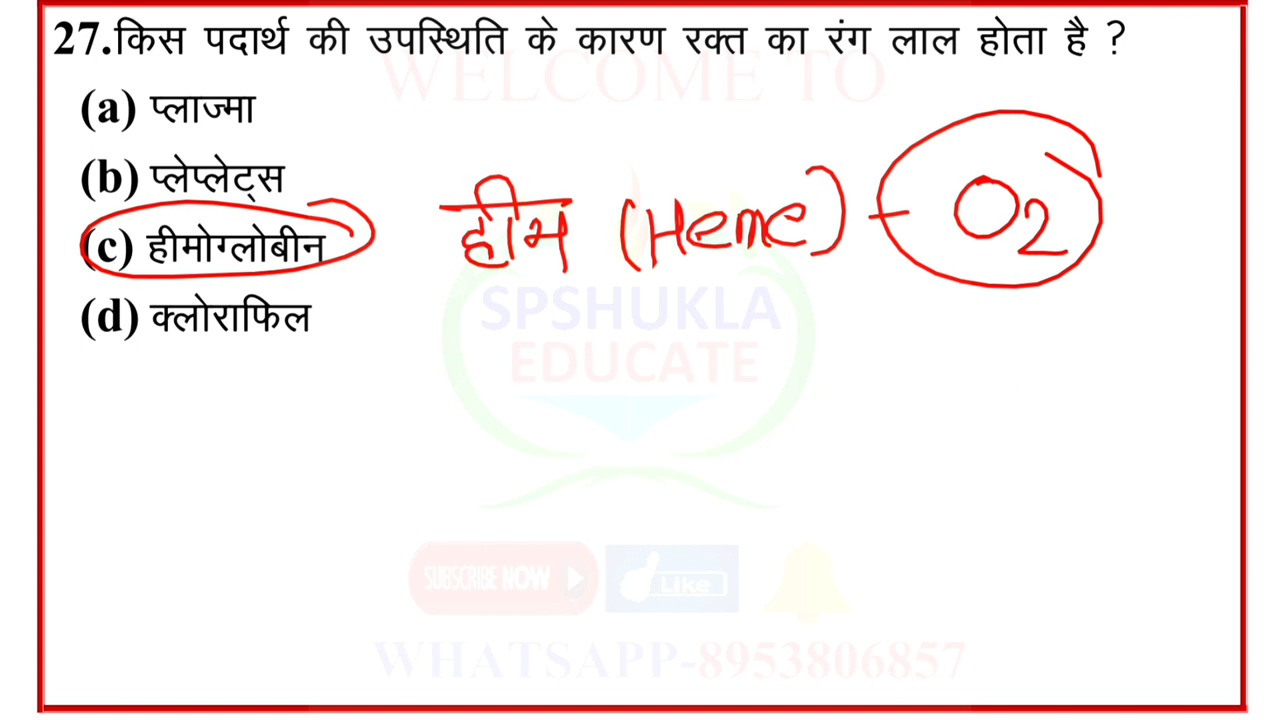 27.किस पदार्थ की उपस्थिति के कारण रक्त का रंग लाल होता है ?
WELCOME TO
(a) प्लाज्मा
(b) प्लेप्लेट्स
(c) हीमोग्लोबीन
हीम (Heme) - O2
(d) क्लोराफिल
SPSHUKLA
EDUCATE
SUBSCRIBE NOW
Like
WHATSAPP-8953806857